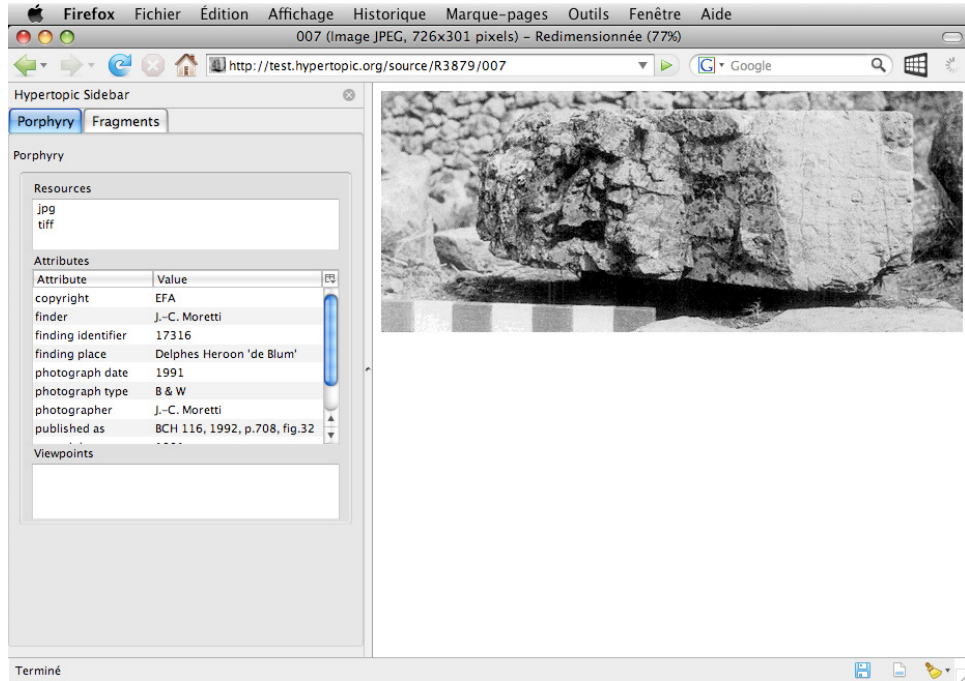 Firefox Fichier Édition Affichage Historique Marque-pages Outils Fenêtre Aide
007 (Image JPEG, 726x301 pixels) – Redimensionnée (77%)
http://test.hypertopic.org/source/R3879/007 G Google
Hypertopic Sidebar
Porphyry Fragments
Porphyry
Resources
jpg
tiff
Attributes
Attribute Value
copyright EFA
finder J.-C. Moretti
finding identifier 17316
finding place Delphes Heroon 'de Blum'
photograph date 1991
photograph type B & W
photographer J.-C. Moretti
published as BCH 116, 1992, p.708, fig.32
Viewpoints
Terminé